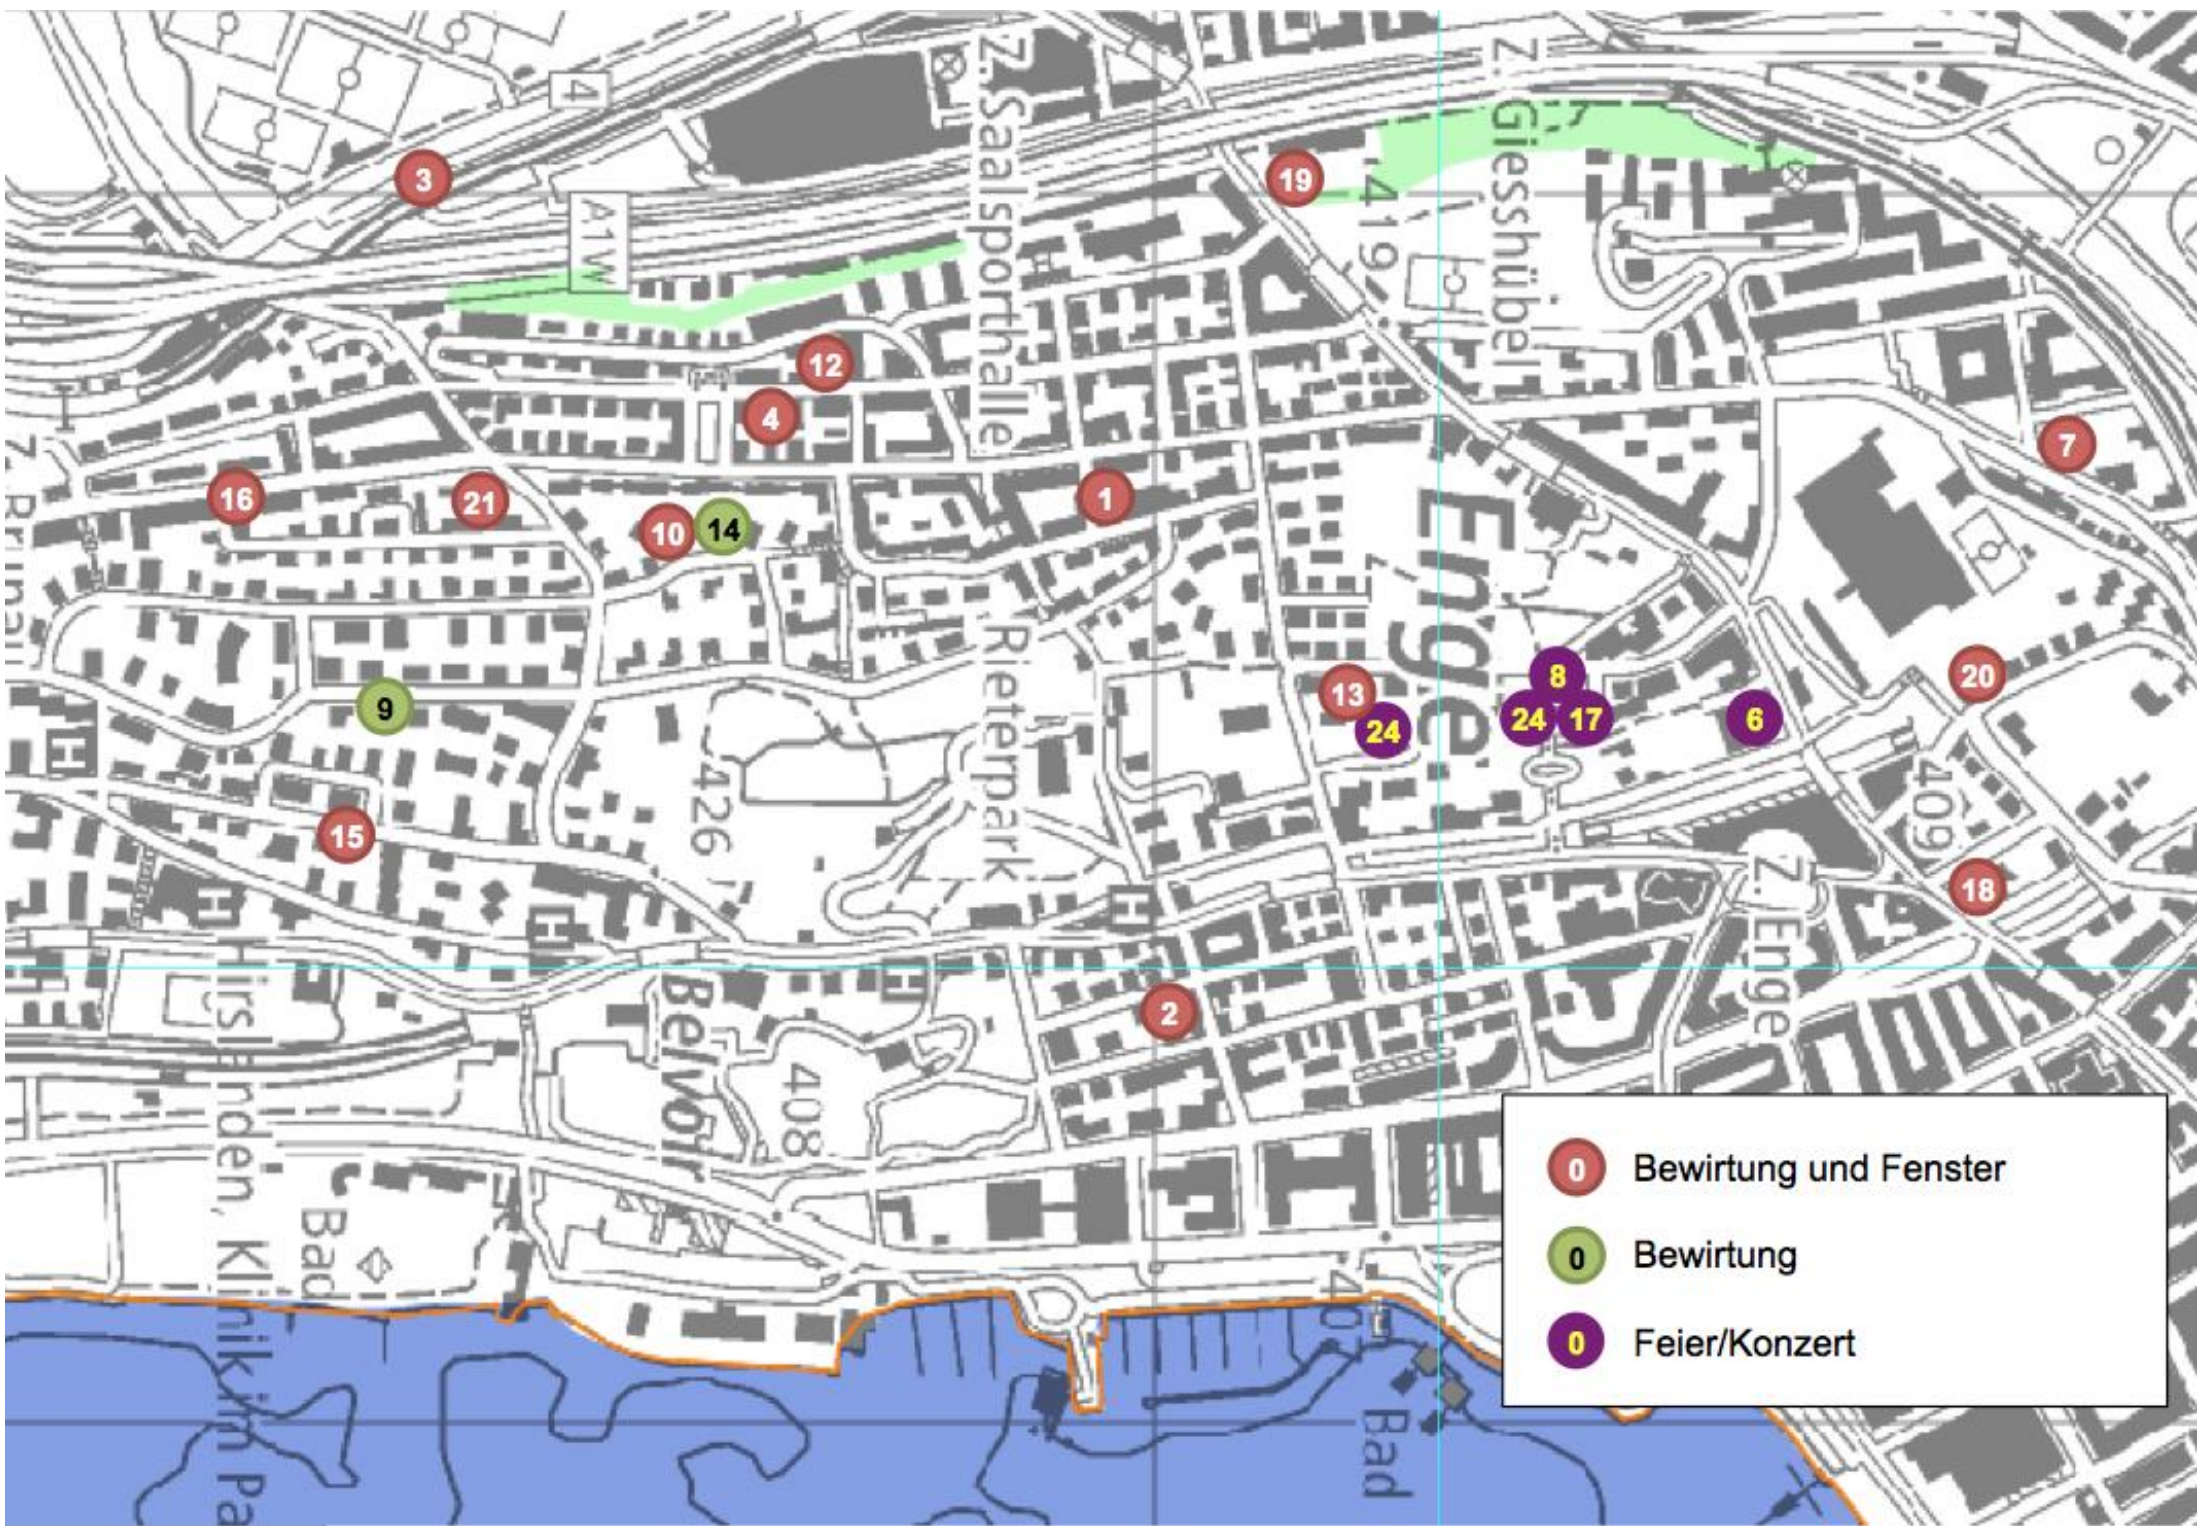 4
Z. Saalsporthalle
Z. Giesshübel
3
19
419
A1W
12
4
7
16
21
10
14
1
Enge
Rieterpark
9
13
24
8
24
17
6
20
426
15
409
18
H
H
H
H
H
Z. Enge
2
Belvoir
408
Bad
Bad
0 Bewirtung und Fenster
0 Bewirtung
0 Feier/Konzert